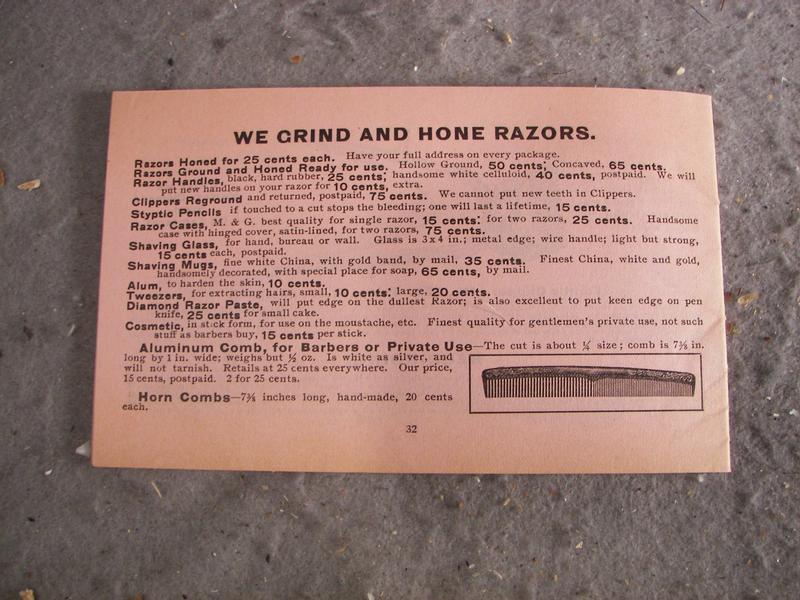 WE GRIND AND HONE RAZORS.
Razors Honed for 25 cents each. Have your full address on every package.
Razors Ground and Honed Ready for use. Hollow Ground, 50 cents; Concaved, 65 cents.
Razor Handles, black, hard rubber, 25 cents; handsome white celluloid, 40 cents, postpaid. We will
put new handles on your razor for 10 cents, extra.
Clippers Reground and returned, postpaid, 75 cents. We cannot put new teeth in Clippers.
Styptic Pencils if touched to a cut stops the bleeding; one will last a lifetime, 15 cents.
Razor Cases, M. & G. best quality for single razor, 15 cents: for two razors, 25 cents. Handsome
case with hinged cover, satin-lined, for two razors, 75 cents.
Shaving Glass, for hand, bureau or wall. Glass is 3x4 in.; metal edge; wire handle; light but strong,
15 cents each, postpaid.
Shaving Mugs, fine white China, with gold band, by mail, 35 cents. Finest China, white and gold,
handsomely decorated, with special place for soap, 65 cents, by mail.
Alum, to harden the skin, 10 cents.
Tweezers, for extracting hairs, small, 10 cents: large, 20 cents.
Diamond Razor Paste, will put edge on the dullest Razor; is also excellent to put keen edge on pen
knife, 25 cents for small cake.
Cosmetic, in stick form, for use on the moustache, etc. Finest quality for gentlemen's private use, not such
stuff as barbers buy, 15 cents per stick.
Aluminum Comb, for Barbers or Private Use—The cut is about ¼ size; comb is 7⅜ in.
long by 1 in. wide; weighs but ½ oz. Is white as silver, and
will not tarnish. Retails at 25 cents everywhere. Our price,
15 cents, postpaid. 2 for 25 cents.
Horn Combs—7⅜ inches long, hand-made, 20 cents
each.
32